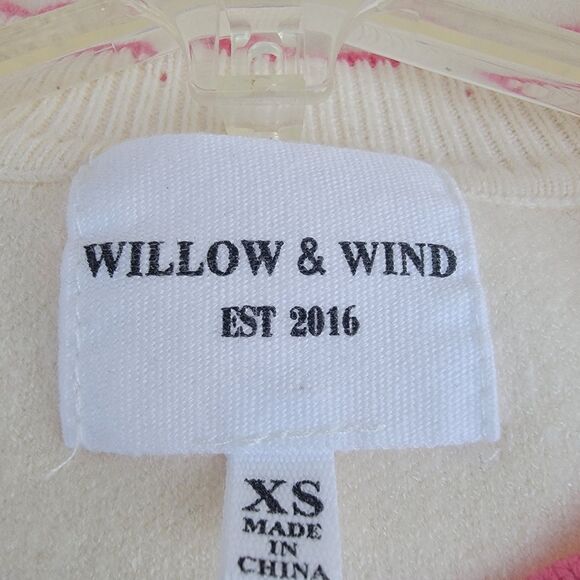 WILLOW & WIND
EST 2016
XS
MADE
IN
CHINA